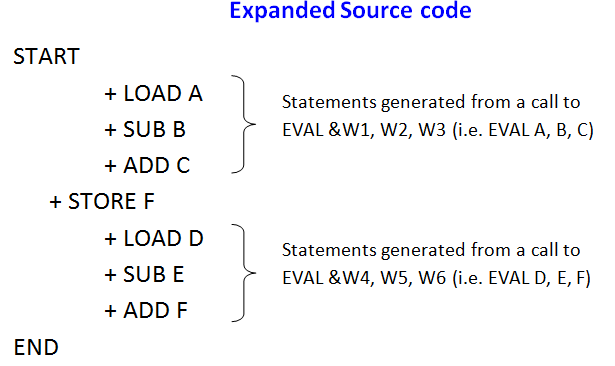 Expanded Source code
START
+ LOAD A
+ SUB B
+ ADD C
Statements generated from a call to
EVAL &W1, W2, W3 (i.e. EVAL A, B, C)
+ STORE F
+ LOAD D
+ SUB E
+ ADD F
Statements generated from a call to
EVAL &W4, W5, W6 (i.e. EVAL D, E, F)
END